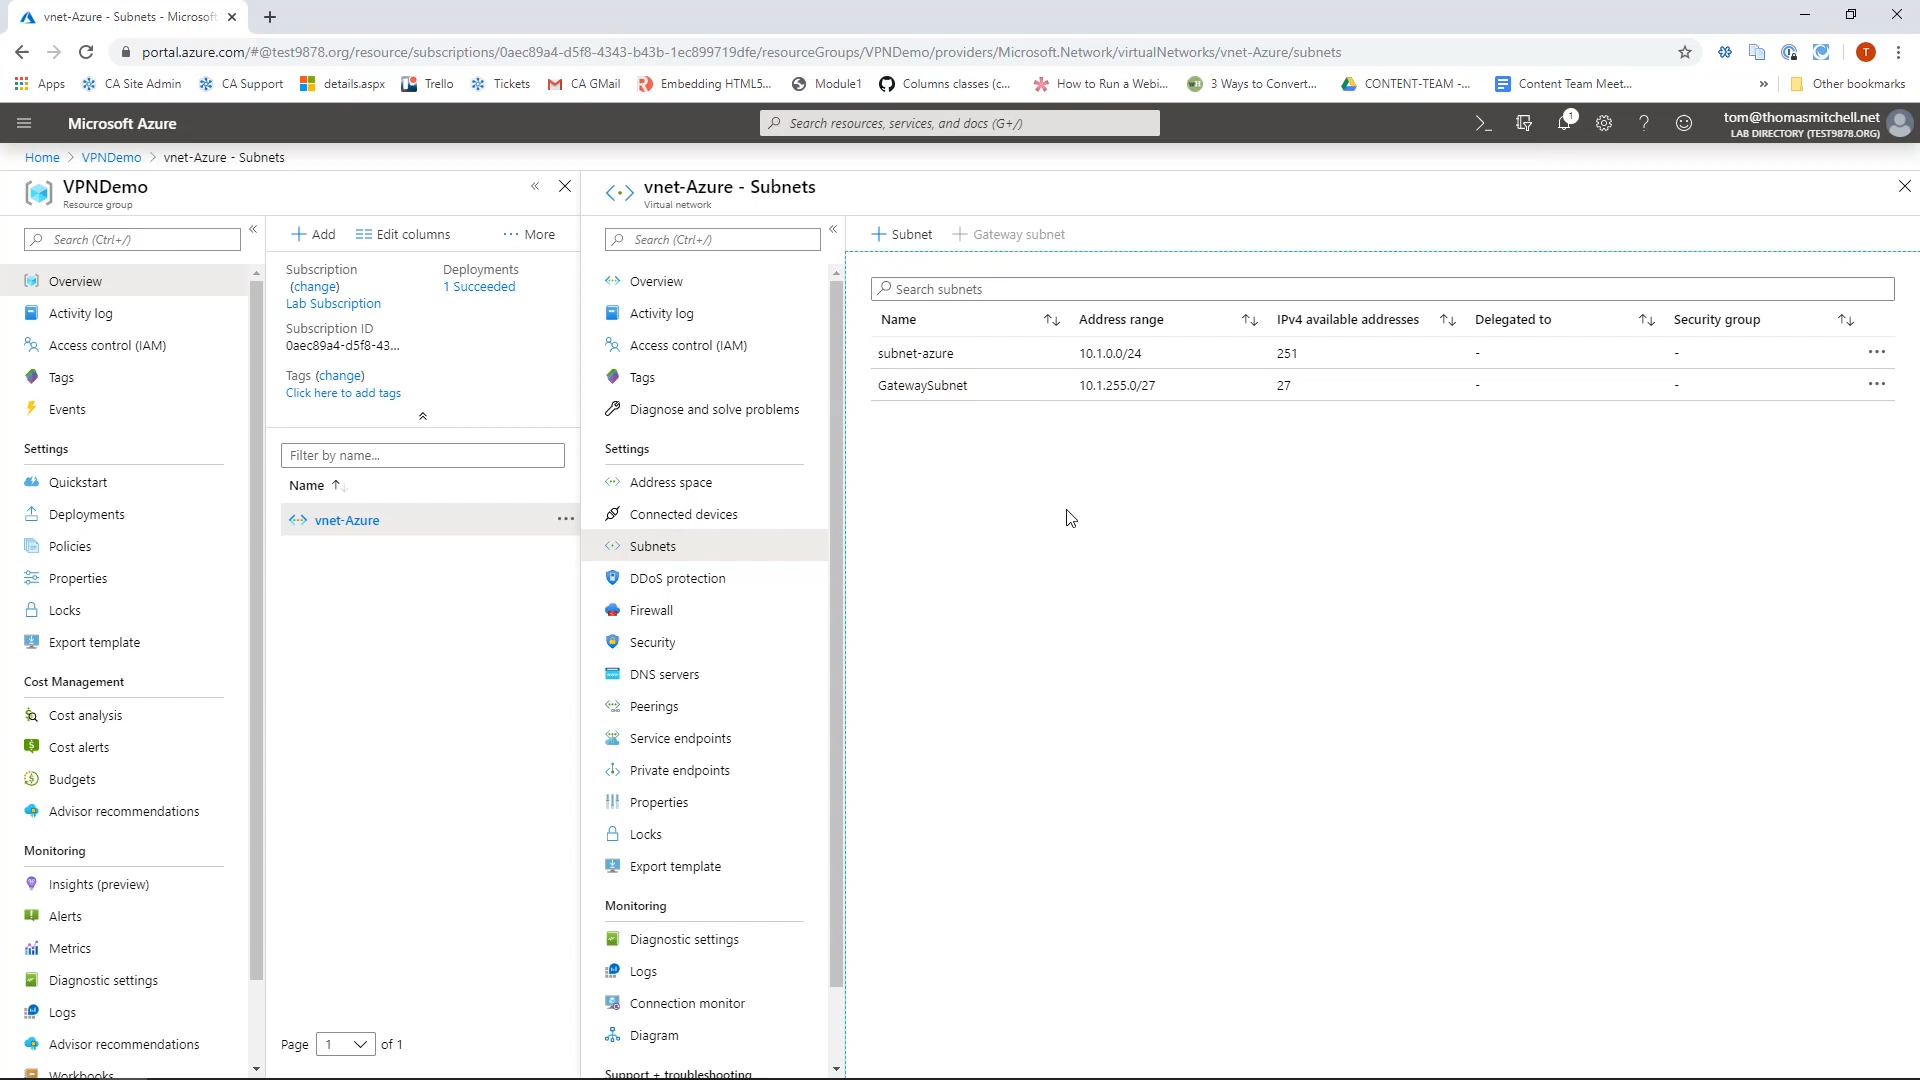 vnet-Azure - Subnets - Microsoft
portal.azure.com/#@test9878.org/resource/subscriptions/0aec89a4-d5f8-4343-b43b-1ec899719dfe/resourceGroups/VPNDemo/providers/Microsoft.Network/virtualNetworks/vnet-Azure/subnets
T
Apps CA Site Admin CA Support details.aspx Trello Tickets CA GMail Embedding HTML5... Module1 Columns classes (c... How to Run a Webi... 3 Ways to Convert... CONTENT-TEAM -... Content Team Meet... » Other bookmarks
Microsoft Azure
Search resources, services, and docs (G+/)
1
tom@thomasmitchell.net
LAB DIRECTORY (TEST9878.ORG)
Home > VPNDemo > vnet-Azure - Subnets
VPNDemo
Resource group
Search (Ctrl+/)
Overview
Activity log
Access control (IAM)
Tags
Events
Settings
Quickstart
Deployments
Policies
Properties
Locks
Export template
Cost Management
Cost analysis
Cost alerts
Budgets
Advisor recommendations
Monitoring
Insights (preview)
Alerts
Metrics
Diagnostic settings
Logs
Advisor recommendations
Workbooks
Add Edit columns ··· More
Subscription
(change)
Lab Subscription
Deployments
1 Succeeded
Subscription ID
0aec89a4-d5f8-43...
Tags (change)
Click here to add tags
Filter by name...
Name
vnet-Azure
Page 1 of 1
vnet-Azure - Subnets
Virtual network
Search (Ctrl+/)
Overview
Activity log
Access control (IAM)
Tags
Diagnose and solve problems
Settings
Address space
Connected devices
Subnets
DDoS protection
Firewall
Security
DNS servers
Peerings
Service endpoints
Private endpoints
Properties
Locks
Export template
Monitoring
Diagnostic settings
Logs
Connection monitor
Diagram
Support + troubleshooting
+ Subnet + Gateway subnet
Search subnets
Name Address range IPv4 available addresses Delegated to Security group
subnet-azure 10.1.0.0/24 251 - -
GatewaySubnet 10.1.255.0/27 27 - -